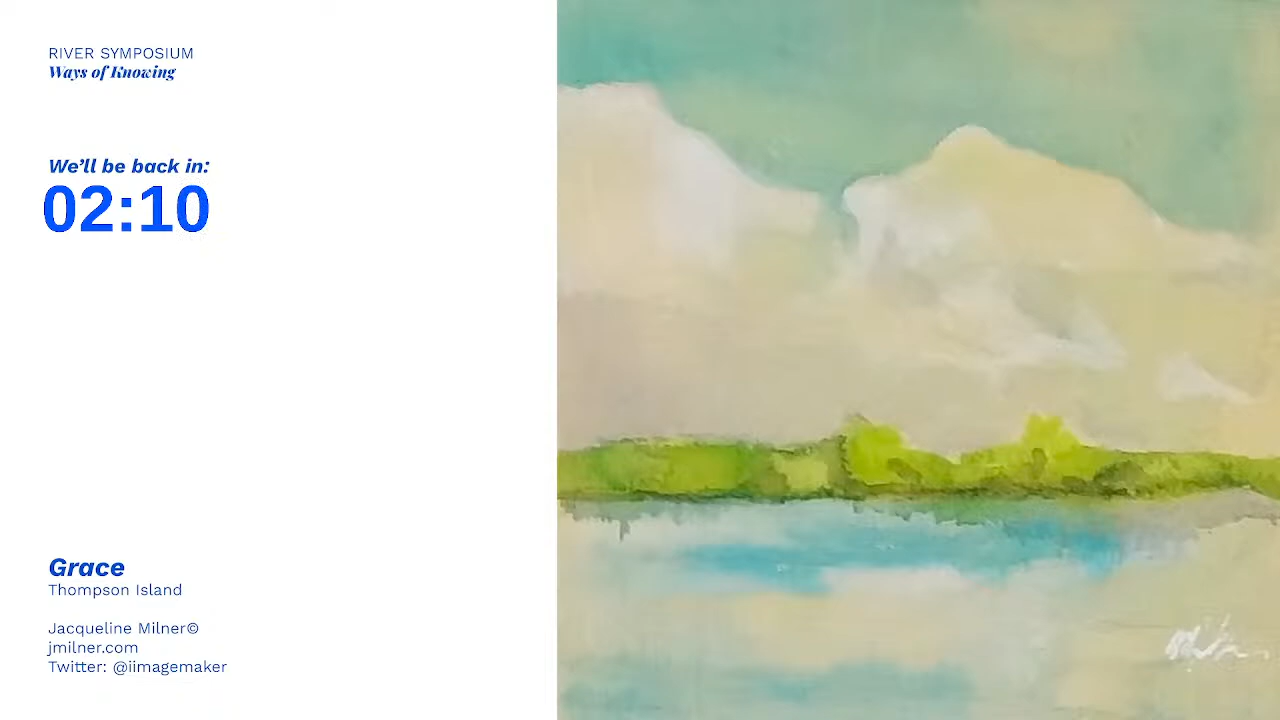 RIVER SYMPOSIUM
Ways of Knowing
We'll be back in:
02:10
Grace
Thompson Island
Jacqueline Milner©
jmilner.com
Twitter: @iimagemaker